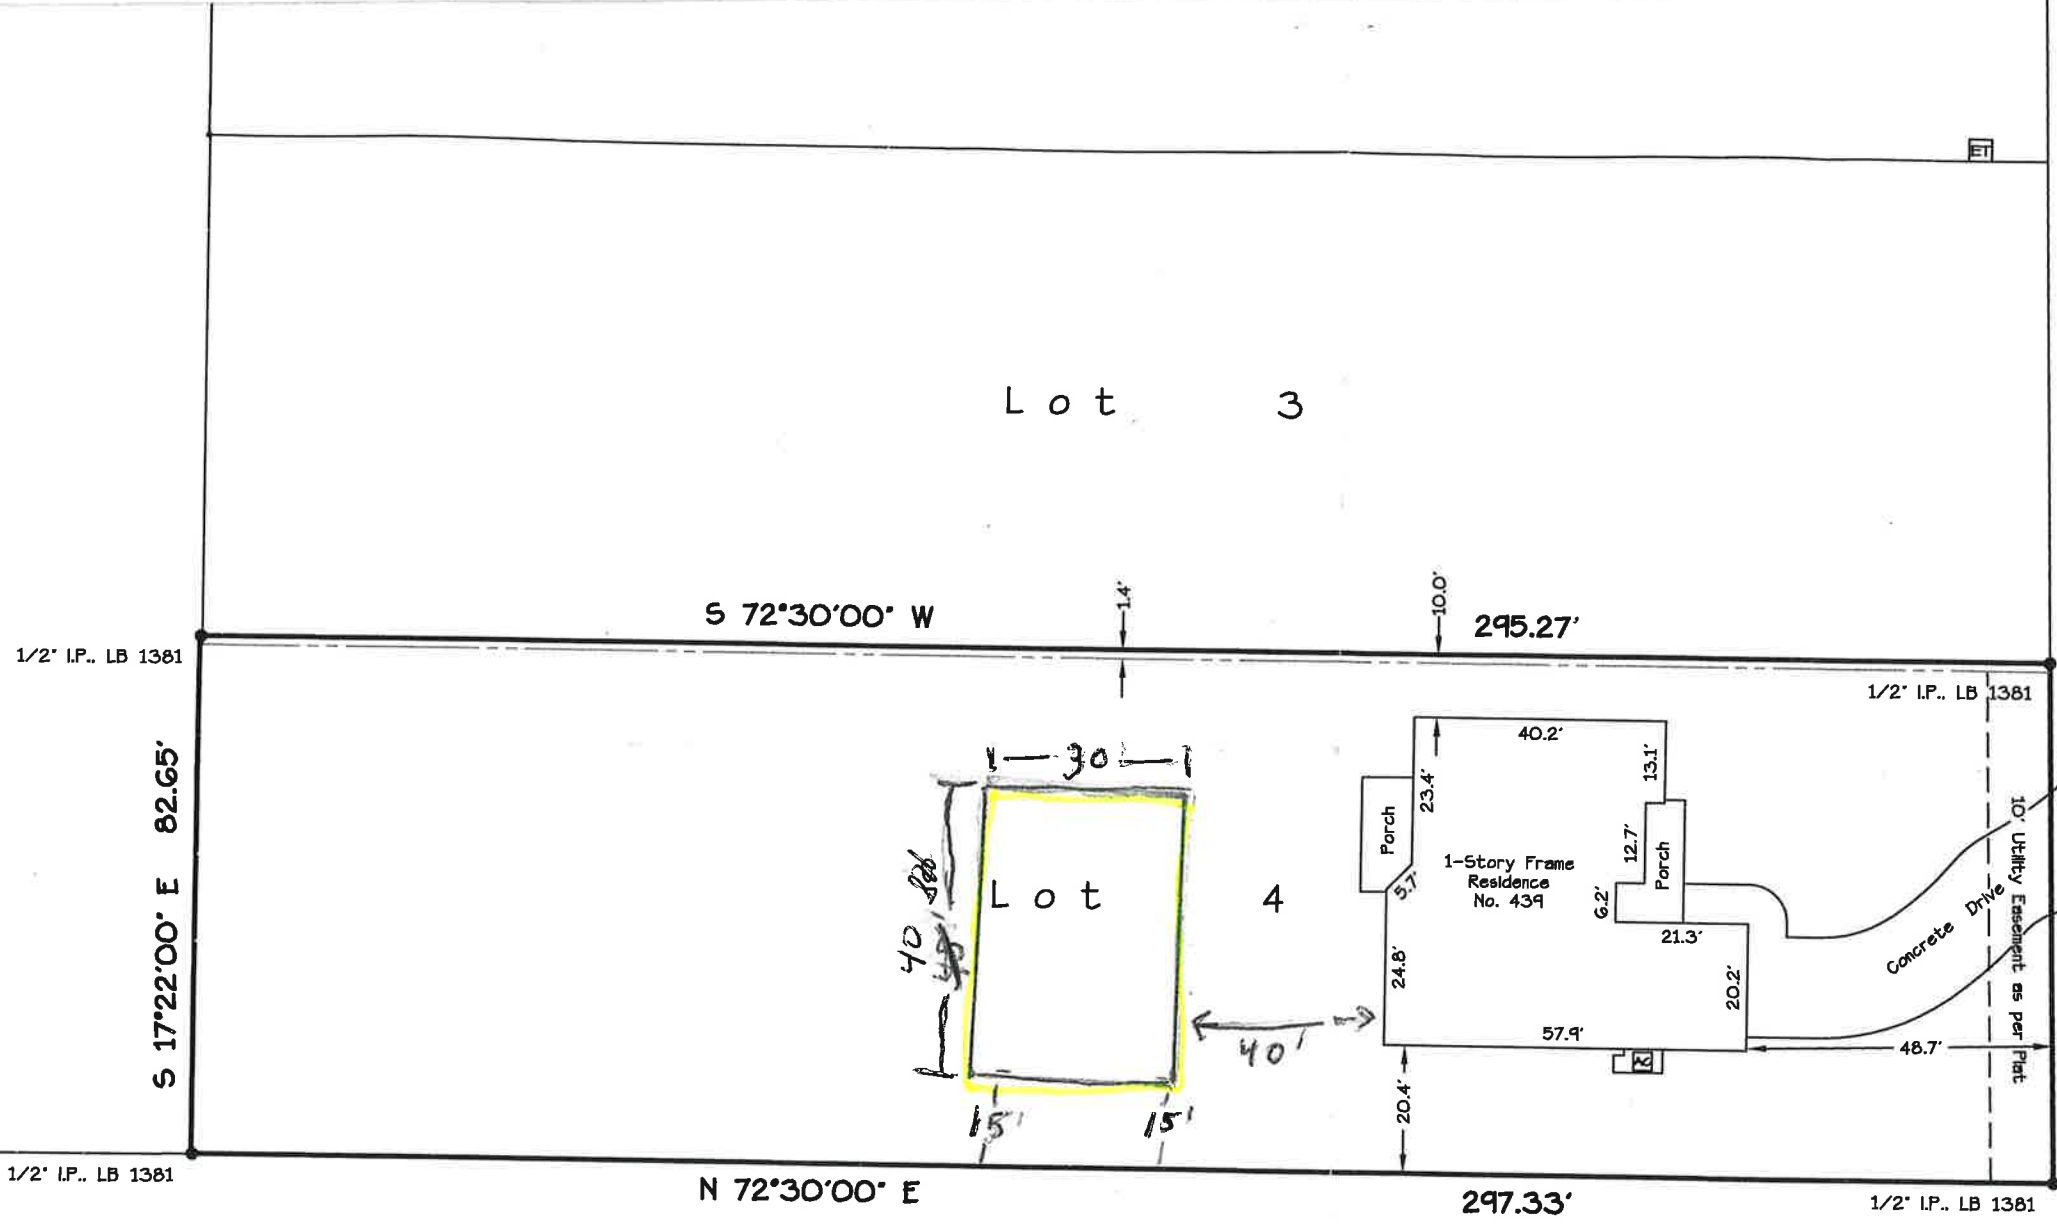 ET
Lot 3
1.4'
10.0'
S 72°30'00" W
295.27'
1/2" I.P., LB 1381
1/2" I.P., LB 1381
S 17°22'00" E 82.65'
30
40
Lot 4
40'
15'
15'
40.2'
13.1'
23.4'
Porch
12.7'
Porch
1-Story Frame
Residence
No. 439
5.7'
6.2'
21.3'
24.8'
20.2'
57.9'
AC
20.4'
48.7'
Concrete Drive
10' Utility Easement as per Plat
1/2" I.P., LB 1381
N 72°30'00" E
297.33'
1/2" I.P., LB 1381